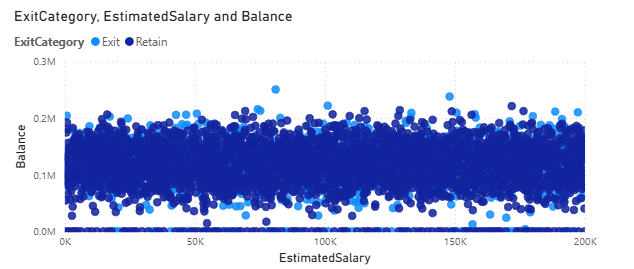 ExitCategory, EstimatedSalary and Balance
ExitCategory Exit Retain
0.3M
0.2M
0.1M
0.0M
Balance
0K 50K 100K 150K 200K
EstimatedSalary